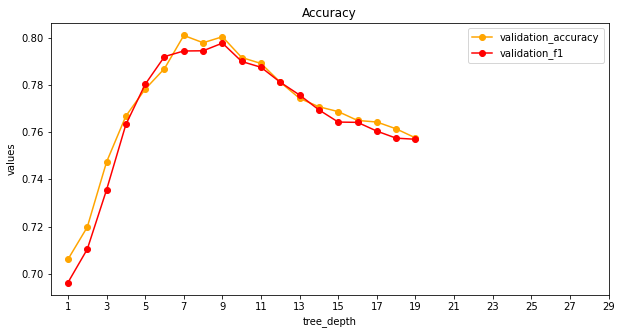 Accuracy
validation_accuracy
validation_f1
values
0.80
0.78
0.76
0.74
0.72
0.70
1 3 5 7 9 11 13 15 17 19 21 23 25 27 29
tree_depth